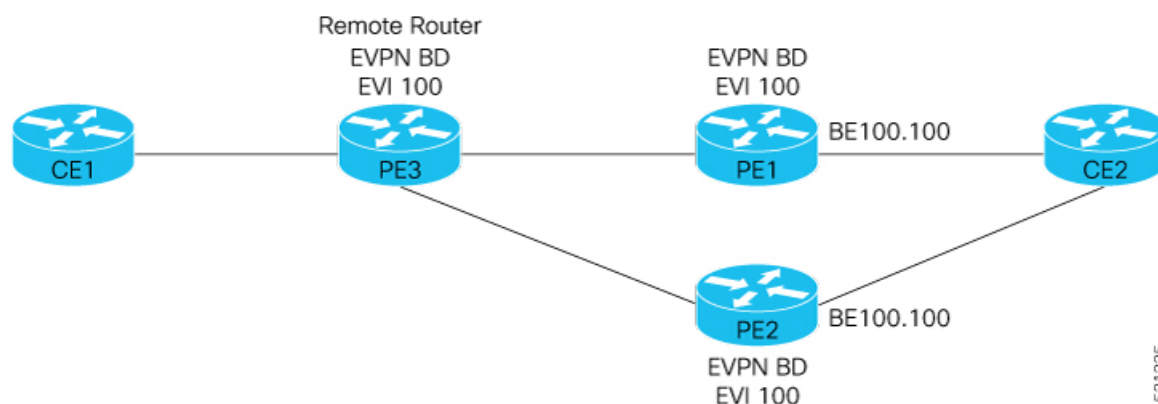 Remote Router
EVPN BD
EVI 100
EVPN BD
EVI 100
BE100.100
CE1
PE3
PE1
CE2
PE2
BE100.100
EVPN BD
EVI 100